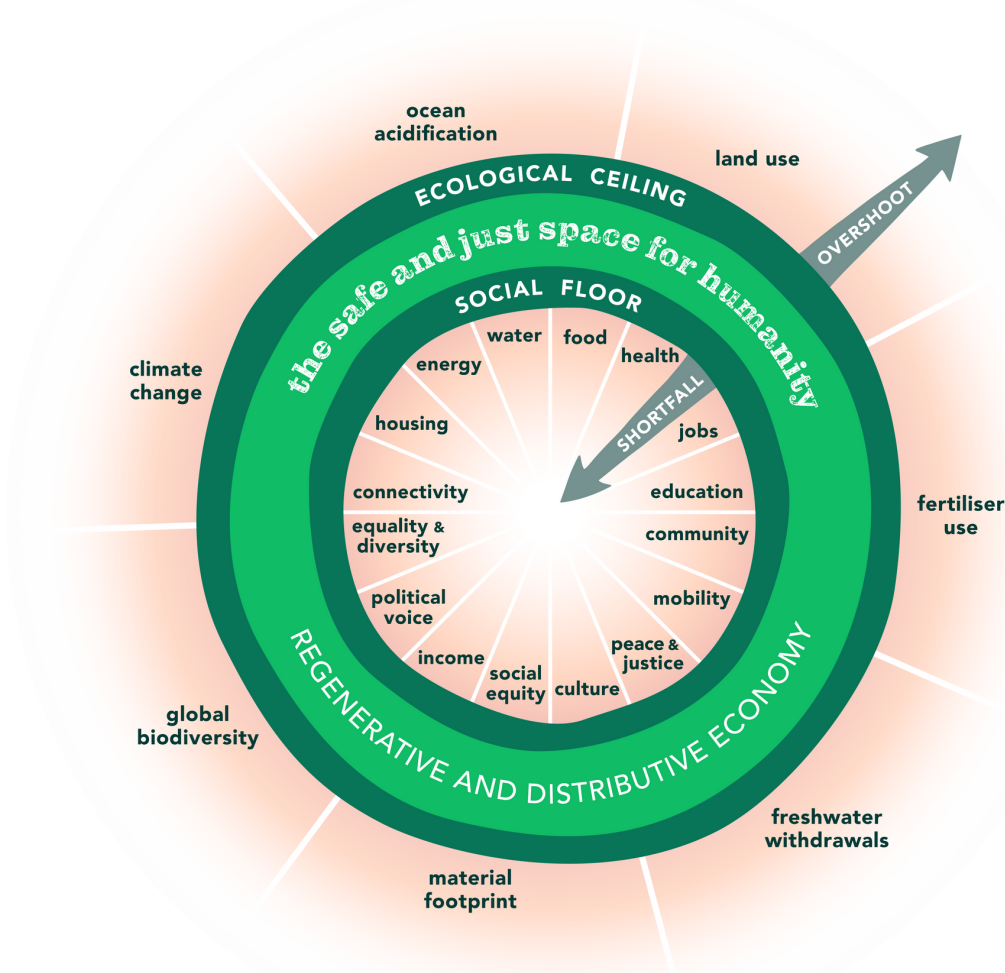 ocean
acidification
land use
OVERSHOOT
ECOLOGICAL CEILING
the safe and just space for humanity
SOCIAL FLOOR
water
food
energy
health
SHORTFALL
housing
jobs
climate
change
connectivity
education
equality &
diversity
community
fertiliser
use
political
voice
mobility
income
peace &
justice
social
equity
culture
REGENERATIVE AND DISTRIBUTIVE ECONOMY
global
biodiversity
freshwater
withdrawals
material
footprint